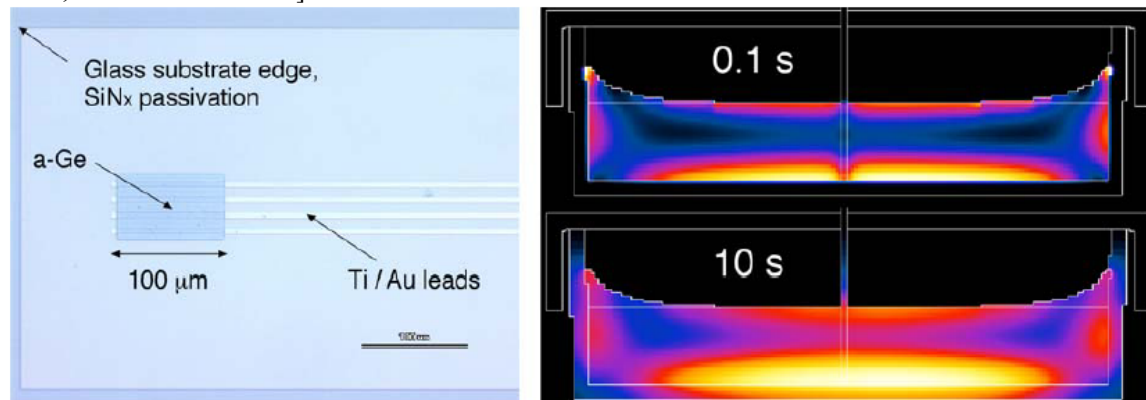 Glass substrate edge,
SiNx passivation
a-Ge
100 μm
Ti / Au leads
0.1 s
10 s